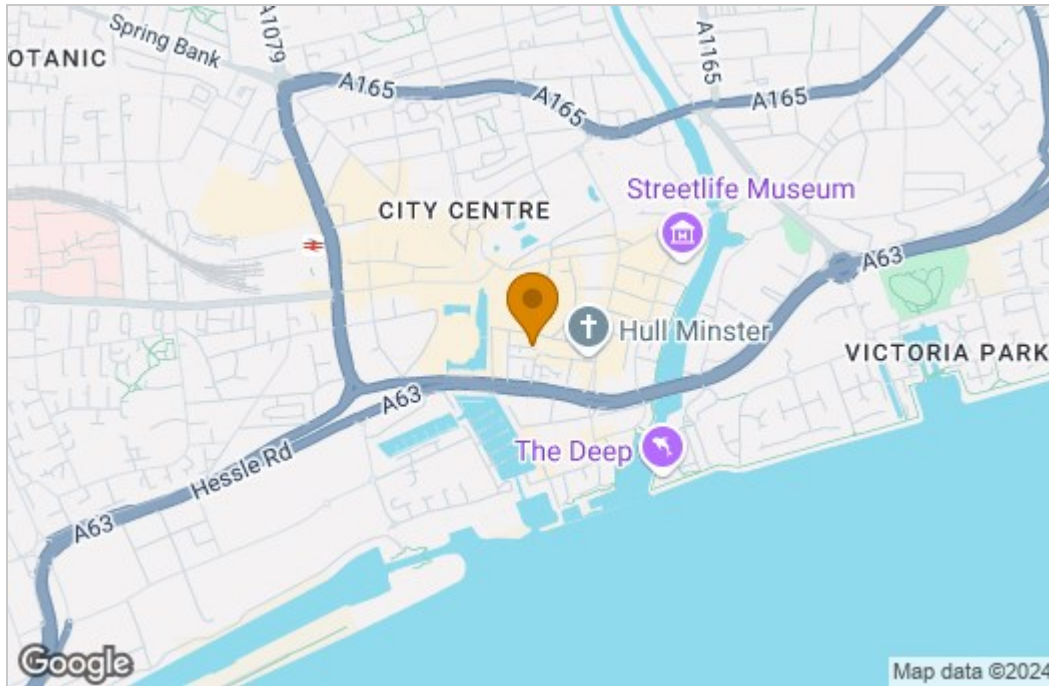 OTANIC
Spring Bank
A1079
A165
A165
A1165
A165
Streetlife Museum
CITY CENTRE
A63
Hull Minster
VICTORIA PARK
A63
The Deep
Hessle Rd
A63
Google
Map data ©2024